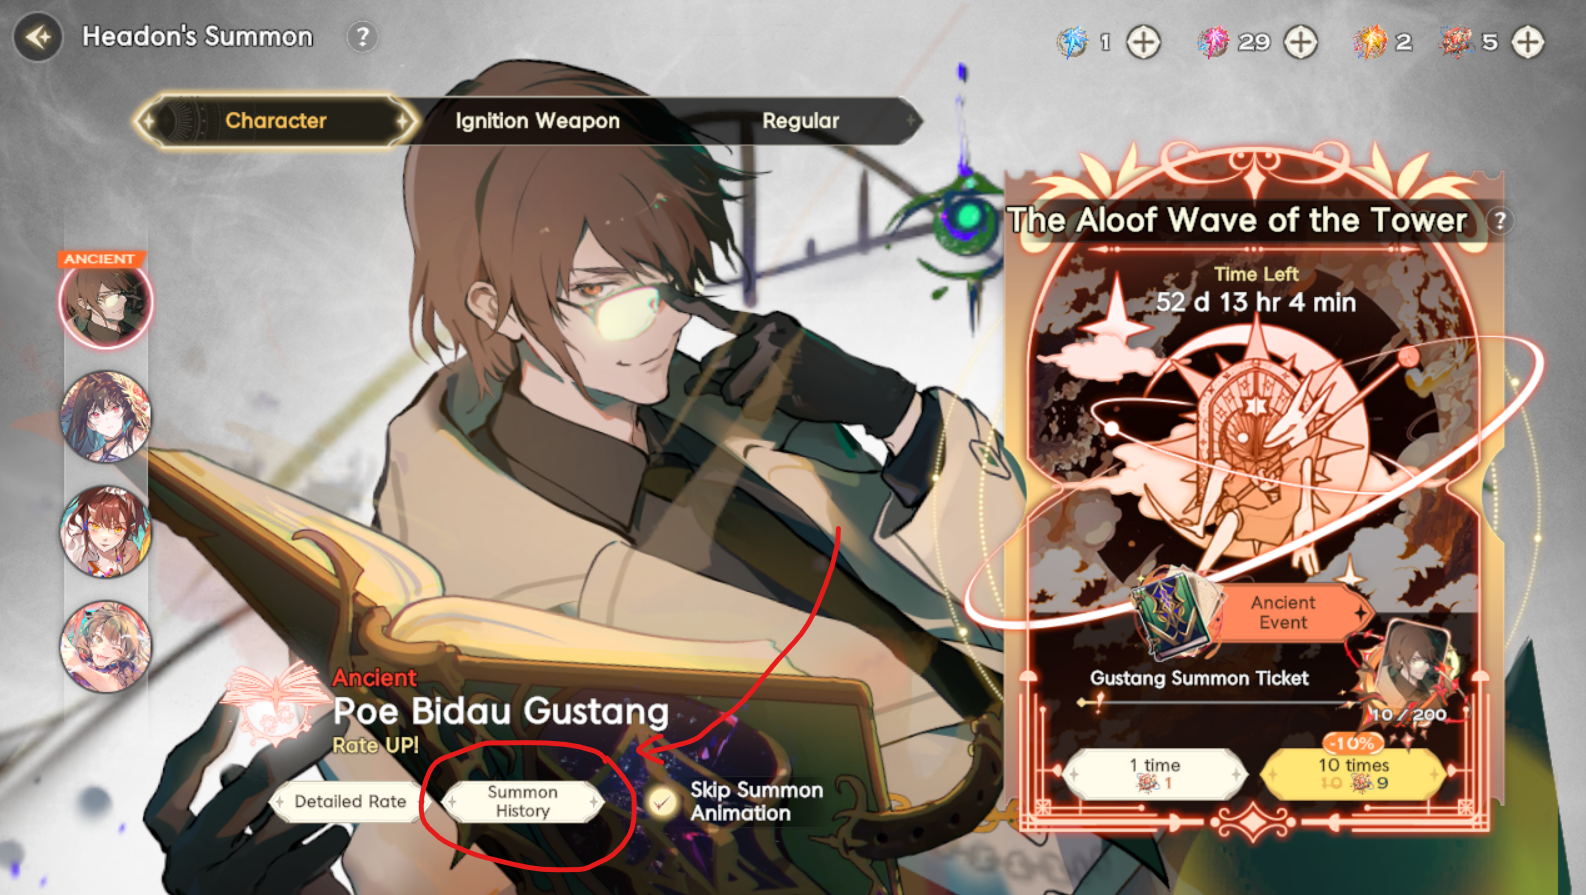 Headon's Summon ?
1 29 2 5
Character Ignition Weapon Regular
ANCIENT
The Aloof Wave of the Tower ?
Time Left
52 d 13 hr 4 min
Ancient
Event
Gustang Summon Ticket
10/200
-10%
1 time
1
10 times
10 9
Ancient
Poe Bidau Gustang
Rate UP!
Detailed Rate
Summon
History
Skip Summon
Animation